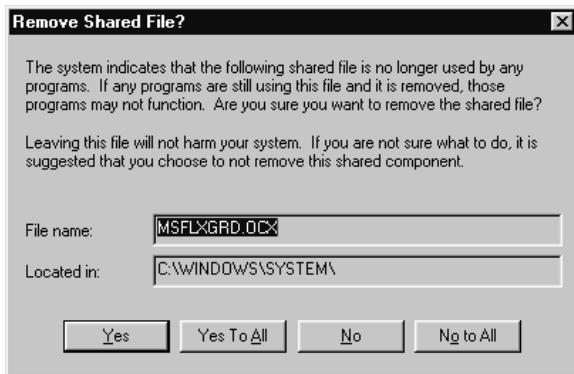 Remove Shared File?
The system indicates that the following shared file is no longer used by any
programs. If any programs are still using this file and it is removed, those
programs may not function. Are you sure you want to remove the shared file?
Leaving this file will not harm your system. If you are not sure what to do, it is
suggested that you choose to not remove this shared component.
File name: MSFLXGRD.OCX
Located in: C:\WINDOWS\SYSTEM\
Yes Yes To All No No to All